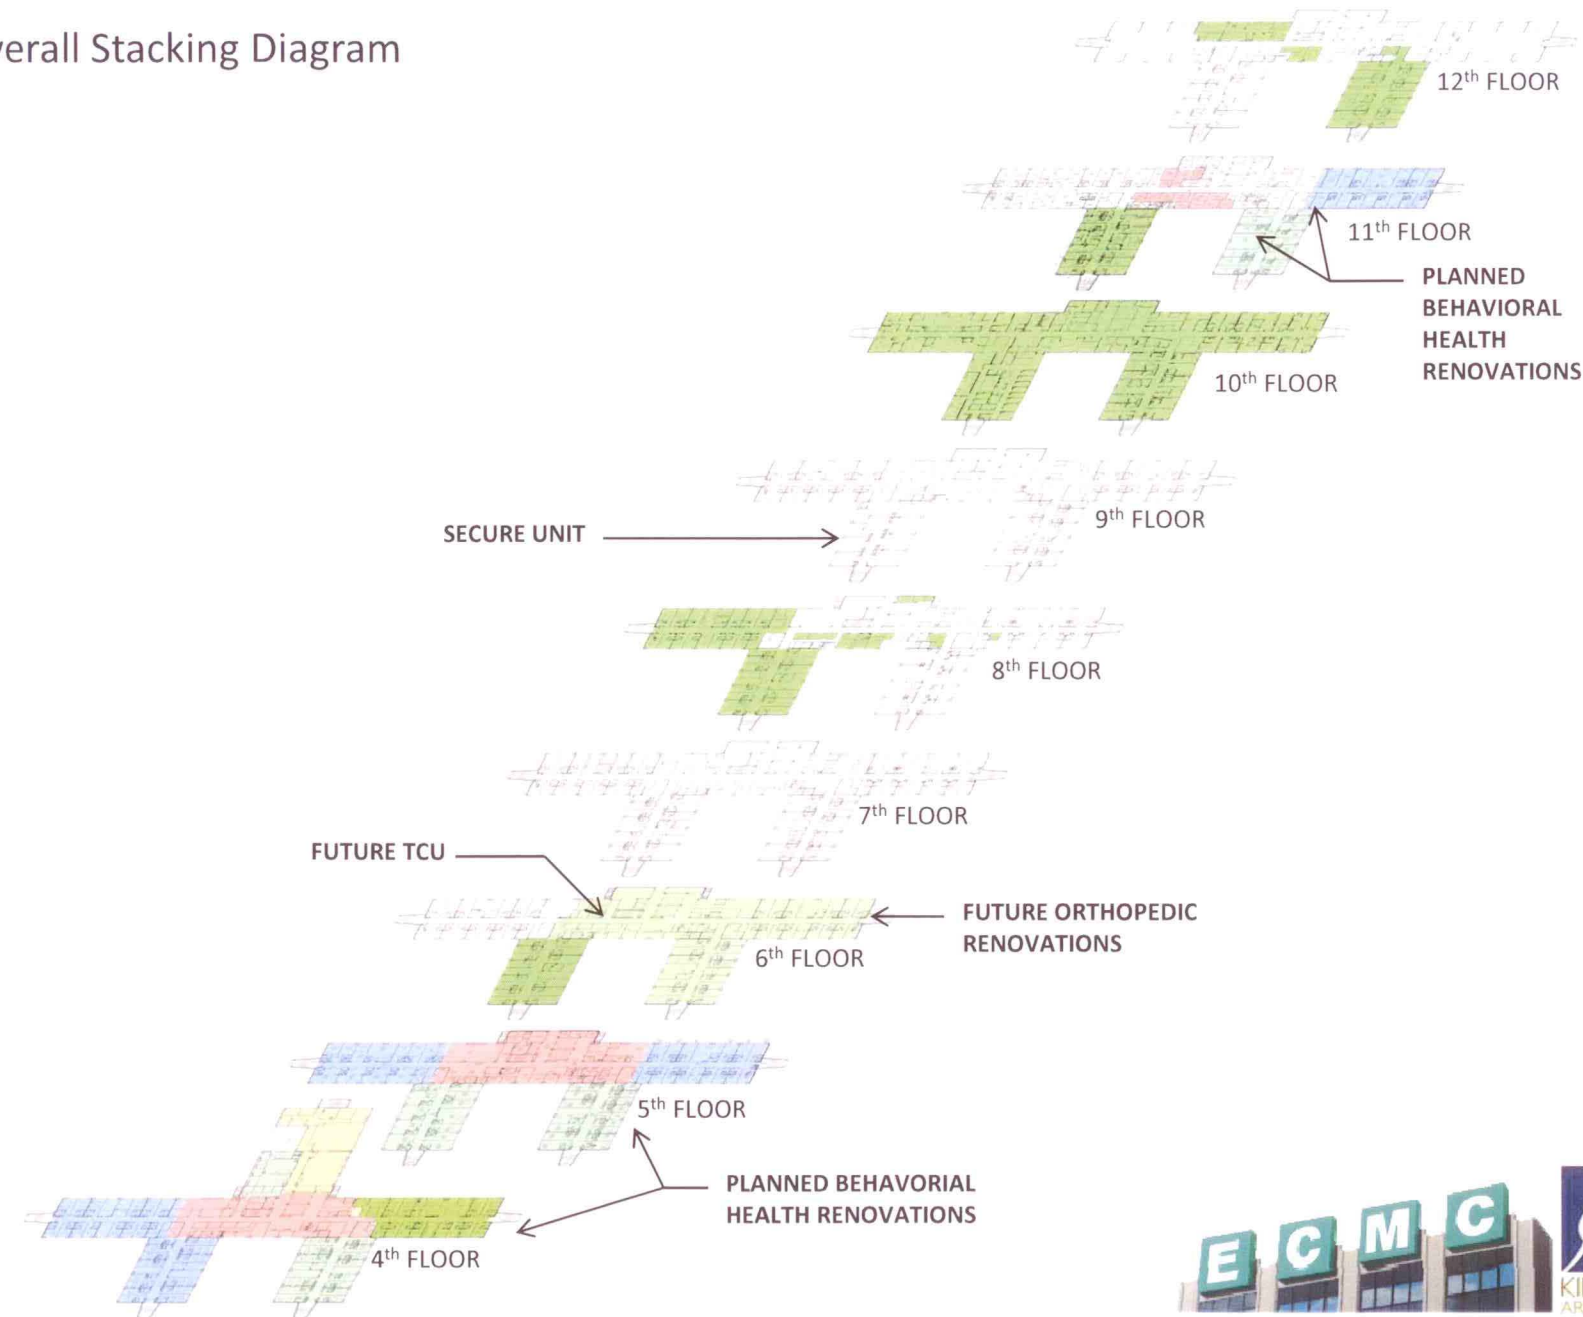 verall Stacking Diagram
12th FLOOR
11th FLOOR
PLANNED
BEHAVIORAL
HEALTH
RENOVATIONS
10th FLOOR
9th FLOOR
SECURE UNIT
8th FLOOR
7th FLOOR
FUTURE TCU
FUTURE ORTHOPEDIC
RENOVATIONS
6th FLOOR
5th FLOOR
PLANNED BEHAVORIAL
HEALTH RENOVATIONS
4th FLOOR
ECMC